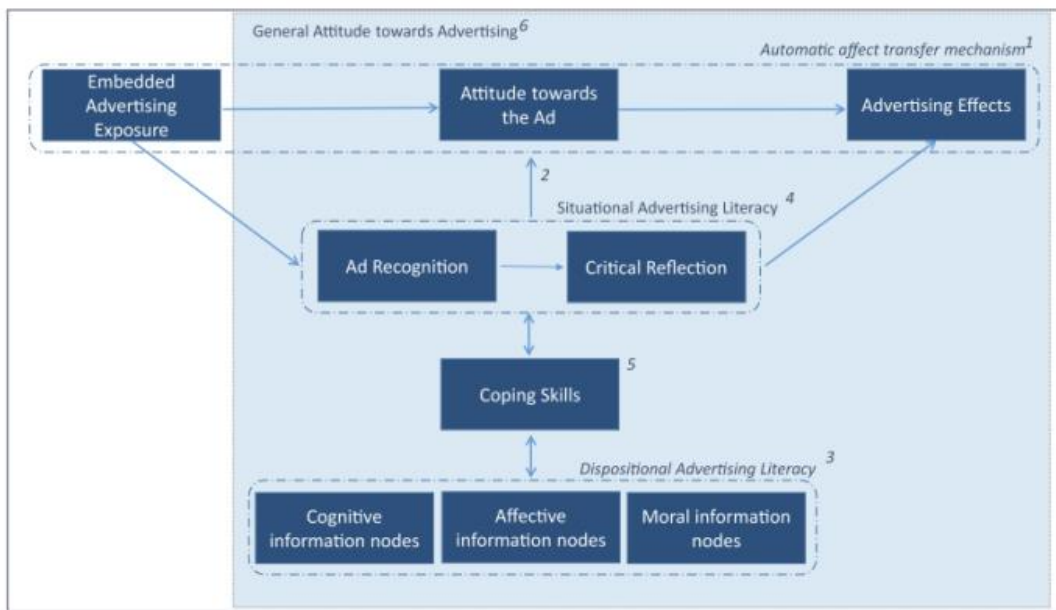 General Attitude towards Advertising6
Automatic affect transfer mechanism1
Embedded
Advertising
Exposure
Attitude towards
the Ad
Advertising Effects
2
Situational Advertising Literacy 4
Ad Recognition
Critical Reflection
5
Coping Skills
Dispositional Advertising Literacy 3
Cognitive
information nodes
Affective
information nodes
Moral information
nodes